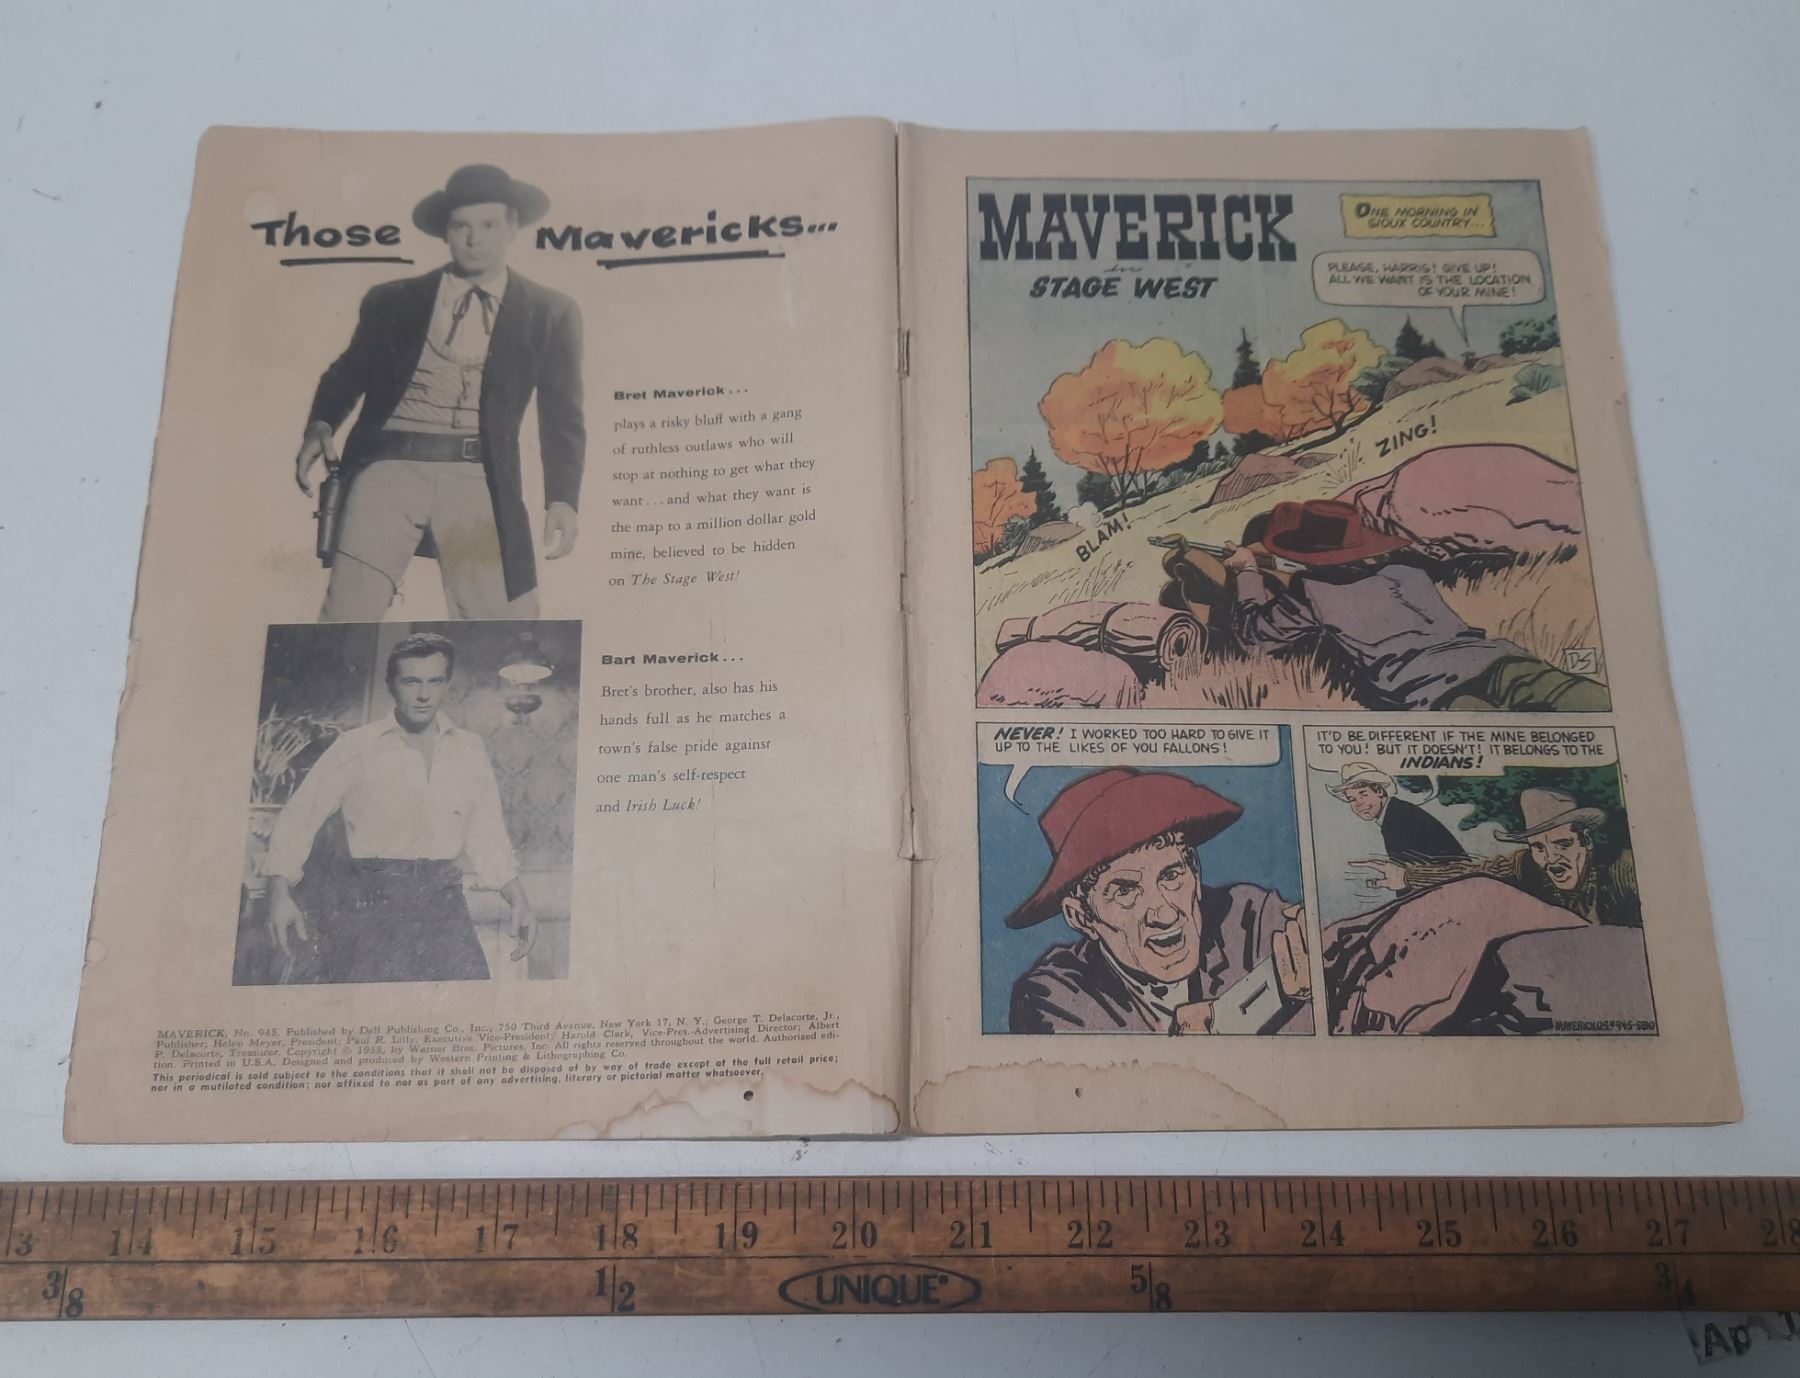 Those Mavericks...
Bret Maverick...
plays a risky bluff with a gang
of ruthless outlaws who will
stop at nothing to get what they
want...and what they want is
the map to a million dollar gold
mine, believed to be hidden
on The Stage West!
Bart Maverick...
Bret's brother, also has his
hands full as he matches a
town's false pride against
one man's self-respect
and Irish Luck!
MAVERICK, No. 945. Published by Dell Publishing Co., Inc., 750 Third Avenue, New York 17, N. Y.; George T. Delacorte, Jr.,
Publisher; Helen Meyer, President; Paul R. Lilly, Executive Vice-President; Harold Clark, Vice-Pres.-Advertising Director; Albert
P. Delacorte, Treasurer. Copyright © 1958, by Warner Bros. Pictures, Inc. All rights reserved throughout the world. Authorized edi-
tion. Printed in U.S.A. Designed and produced by Western Printing & Lithographing Co.
This periodical is sold subject to the conditions that it shall not be disposed of by way of trade except at the full retail price;
nor in a mutilated condition; nor affixed to nor as part of any advertising, literary or pictorial matter whatsoever.
MAVERICK
in
STAGE WEST
ONE MORNING IN
SIOUX COUNTRY...
PLEASE, HARRIS! GIVE UP!
ALL WE WANT IS THE LOCATION
OF YOUR MINE!
ZING!
BLAM!
D-S
NEVER! I WORKED TOO HARD TO GIVE IT
UP TO THE LIKES OF YOU FALLONS!
IT'D BE DIFFERENT IF THE MINE BELONGED
TO YOU! BUT IT DOESN'T! IT BELONGS TO THE
INDIANS!
MAVERICK O.S.#945-5810
13 14 15 16 17 18 19 20 21 22 23 24 25 26 27 28
3/8 1/2 UNIQUE 5/8 3/4
Ap